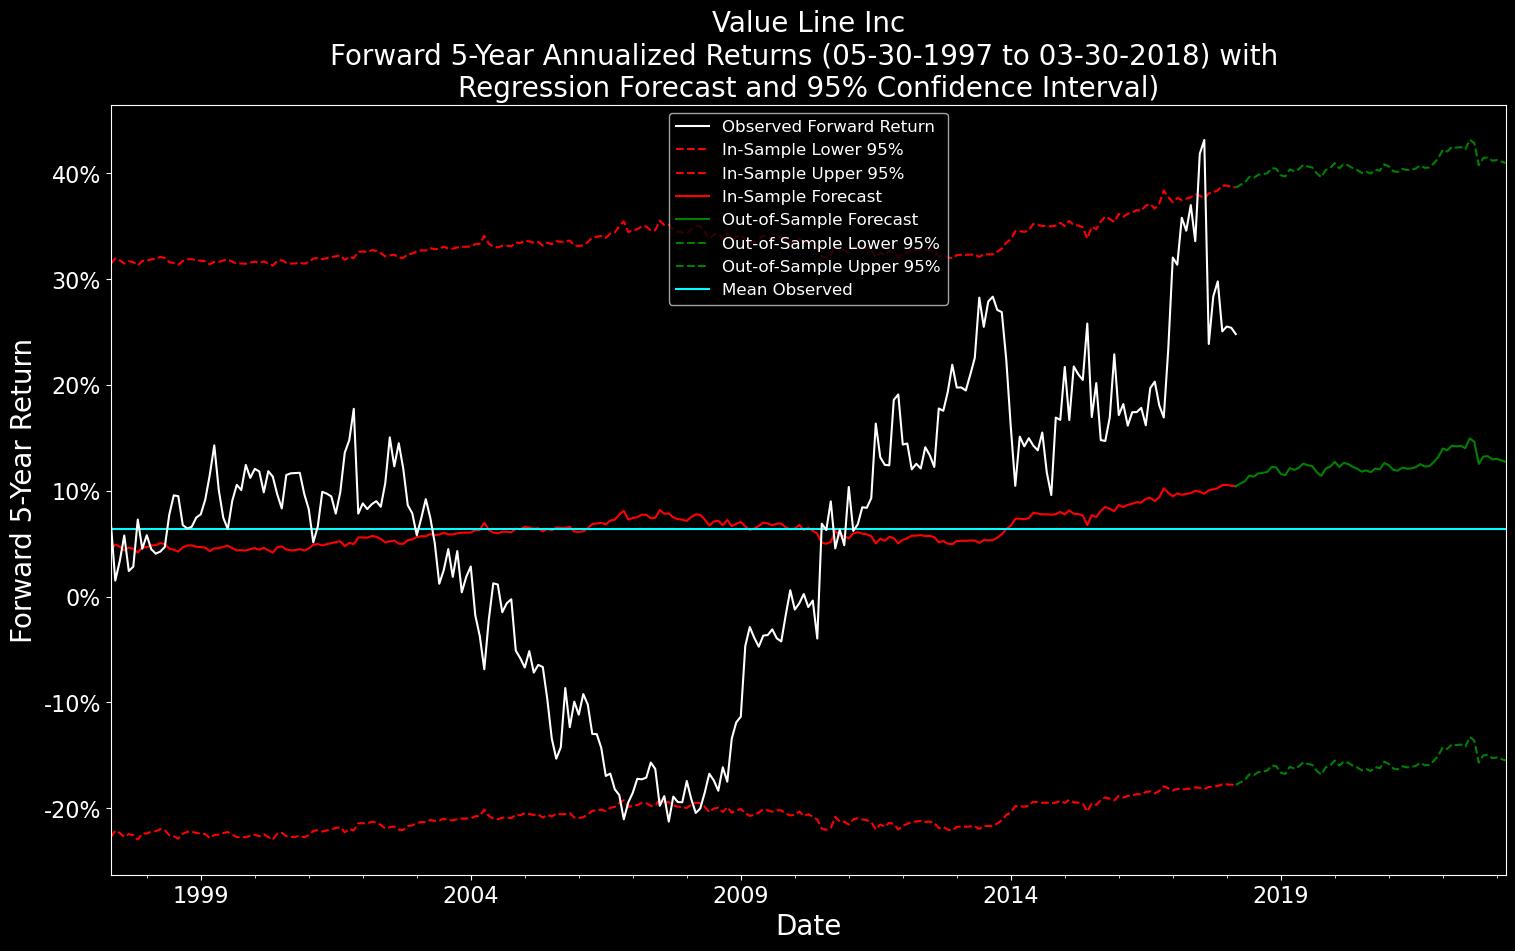 Value Line Inc
Forward 5-Year Annualized Returns (05-30-1997 to 03-30-2018) with
Regression Forecast and 95% Confidence Interval)
Observed Forward Return
In-Sample Lower 95%
In-Sample Upper 95%
In-Sample Forecast
Out-of-Sample Forecast
Out-of-Sample Lower 95%
Out-of-Sample Upper 95%
Mean Observed
Forward 5-Year Return
40%
30%
20%
10%
0%
-10%
-20%
1999
2004
2009
2014
2019
Date